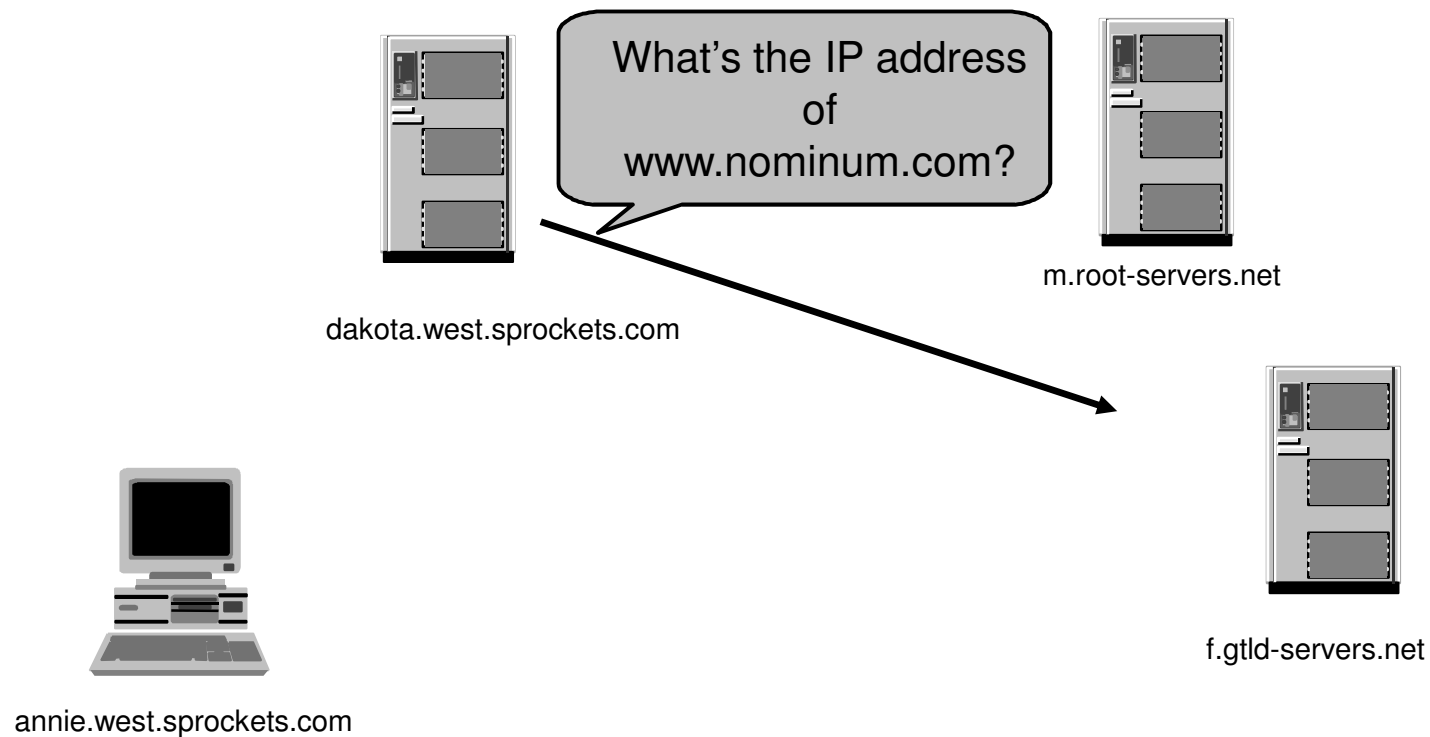 What's the IP address
of
www.nominum.com?
m.root-servers.net
dakota.west.sprockets.com
f.gtld-servers.net
annie.west.sprockets.com